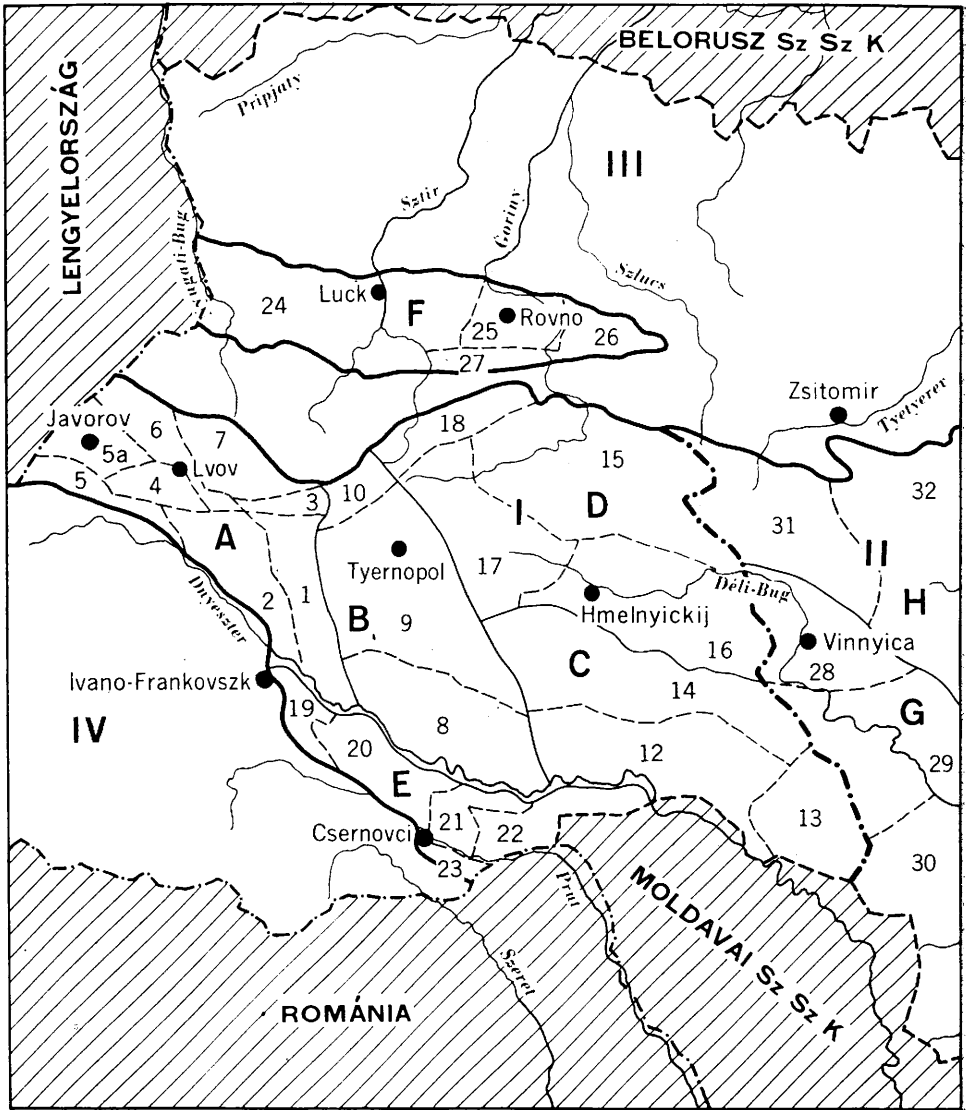 BELORUSZ Sz Sz K
LENGYELORSZÁG
Pripjaty
III
Sztir
Goriny
Szlucs
24
Luck
F
25
Rovno
26
27
Zsitomir
Tyetyerer
Javorov
6
7
18
5a
Lvov
5
4
3
10
15
32
A
I
D
31
II
Tyernopol
17
Déli-Bug
Dnyeszter
2
1
B
9
Hmelnyickij
H
16
Vinnyica
C
28
Ivano-Frankovszk
14
19
G
IV
8
20
12
29
E
13
Csernovci
21
22
30
23
Prut
MOLDAVAI Sz Sz K
Szeret
ROMÁNIA